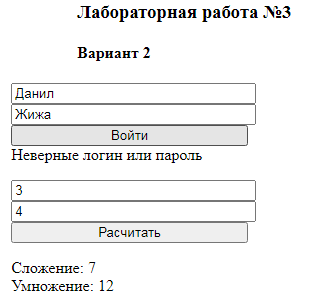 Лабораторная работа №3
Вариант 2
Данил
Жижа
Войти
Неверные логин или пароль
3
4
Расчитать
Сложение: 7
Умножение: 12